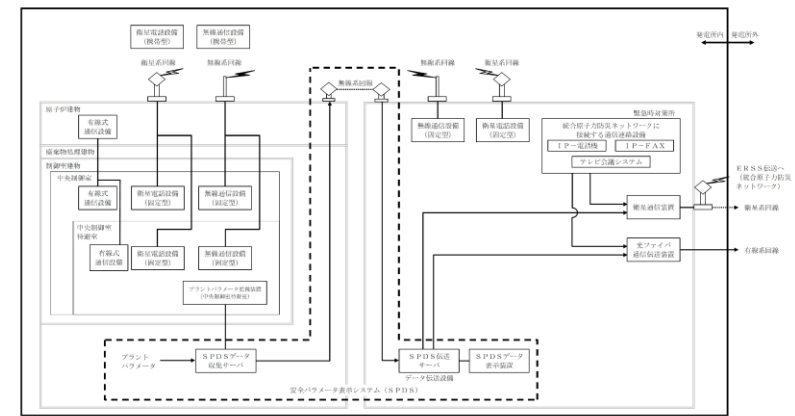 衛星電話設備
(携帯型)
無線通信設備
(携帯型)
発電所内
発電所外
衛星系回線
無線系回線
無線系回線
無線系回線
衛星系回線
原子炉建物
有線式
通信設備
廃棄物処理建物
制御室建物
中央制御室
有線式
通信設備
衛星電話設備
(固定型)
無線通信設備
(固定型)
中央制御室
待避室
有線式
通信設備
衛星電話設備
(固定型)
無線通信設備
(固定型)
プラントパラメータ監視装置
(中央制御室待避室)
プラント
パラメータ
SPDSデータ
収集サーバ
無線通信設備
(固定型)
衛星電話設備
(固定型)
緊急時対策所
統合原子力防災ネットワークに
接続する通信連絡設備
IP-電話機
IP-FAX
テレビ会議システム
衛星通信装置
光ファイバ
通信伝送装置
ERSS伝送へ
(統合原子力防災
ネットワーク)
衛星系回線
有線系回線
SPDS伝送
サーバ
SPDSデータ
表示装置
データ伝送設備
安全パラメータ表示システム(SPDS)